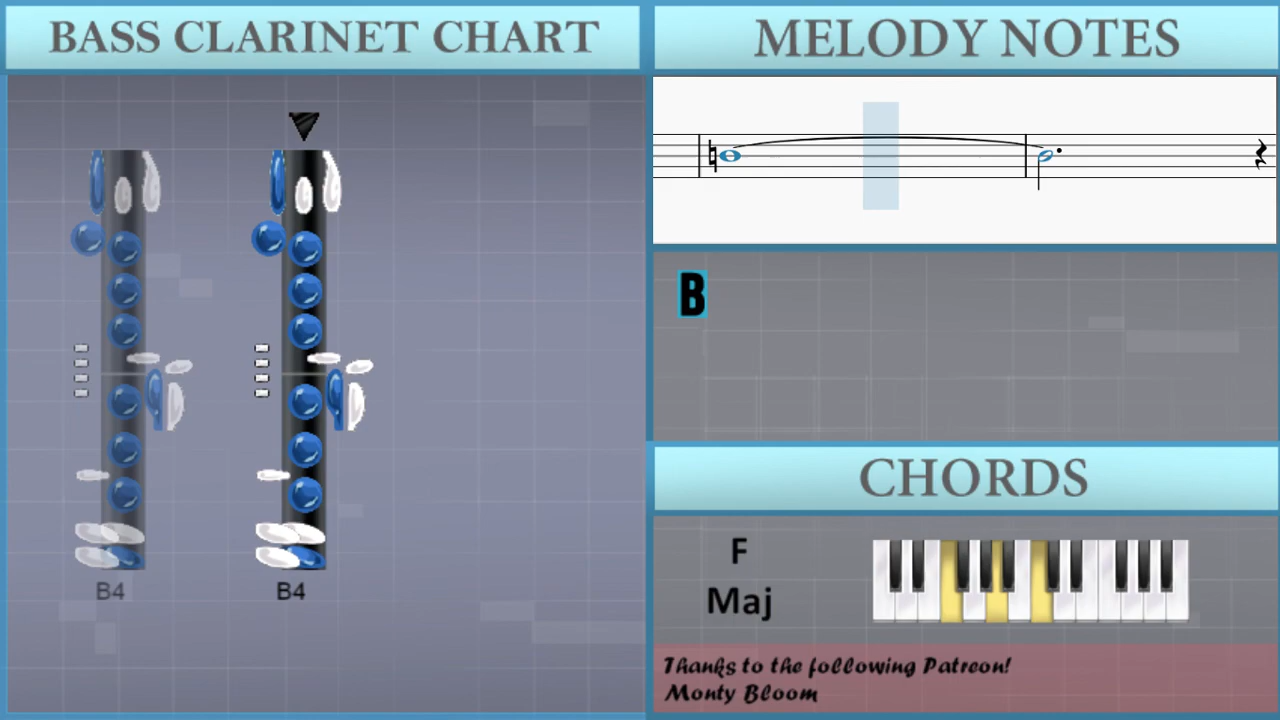 BASS CLARINET CHART
B4
B4
MELODY NOTES
B
CHORDS
F
Maj
Thanks to the following Patreon!
Monty Bloom